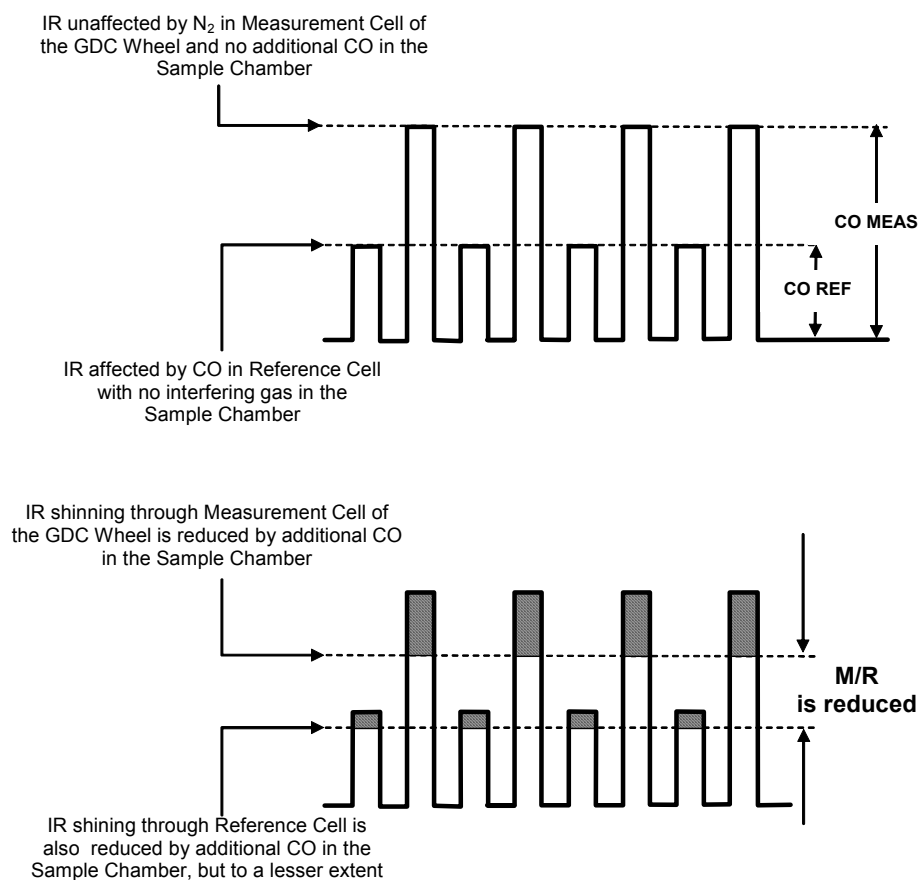 IR unaffected by N₂ in Measurement Cell of
the GDC Wheel and no additional CO in the
Sample Chamber
CO MEAS
CO REF
IR affected by CO in Reference Cell
with no interfering gas in the
Sample Chamber
IR shinning through Measurement Cell of
the GDC Wheel is reduced by additional CO
in the Sample Chamber
M/R
is reduced
IR shining through Reference Cell is
also reduced by additional CO in the
Sample Chamber, but to a lesser extent